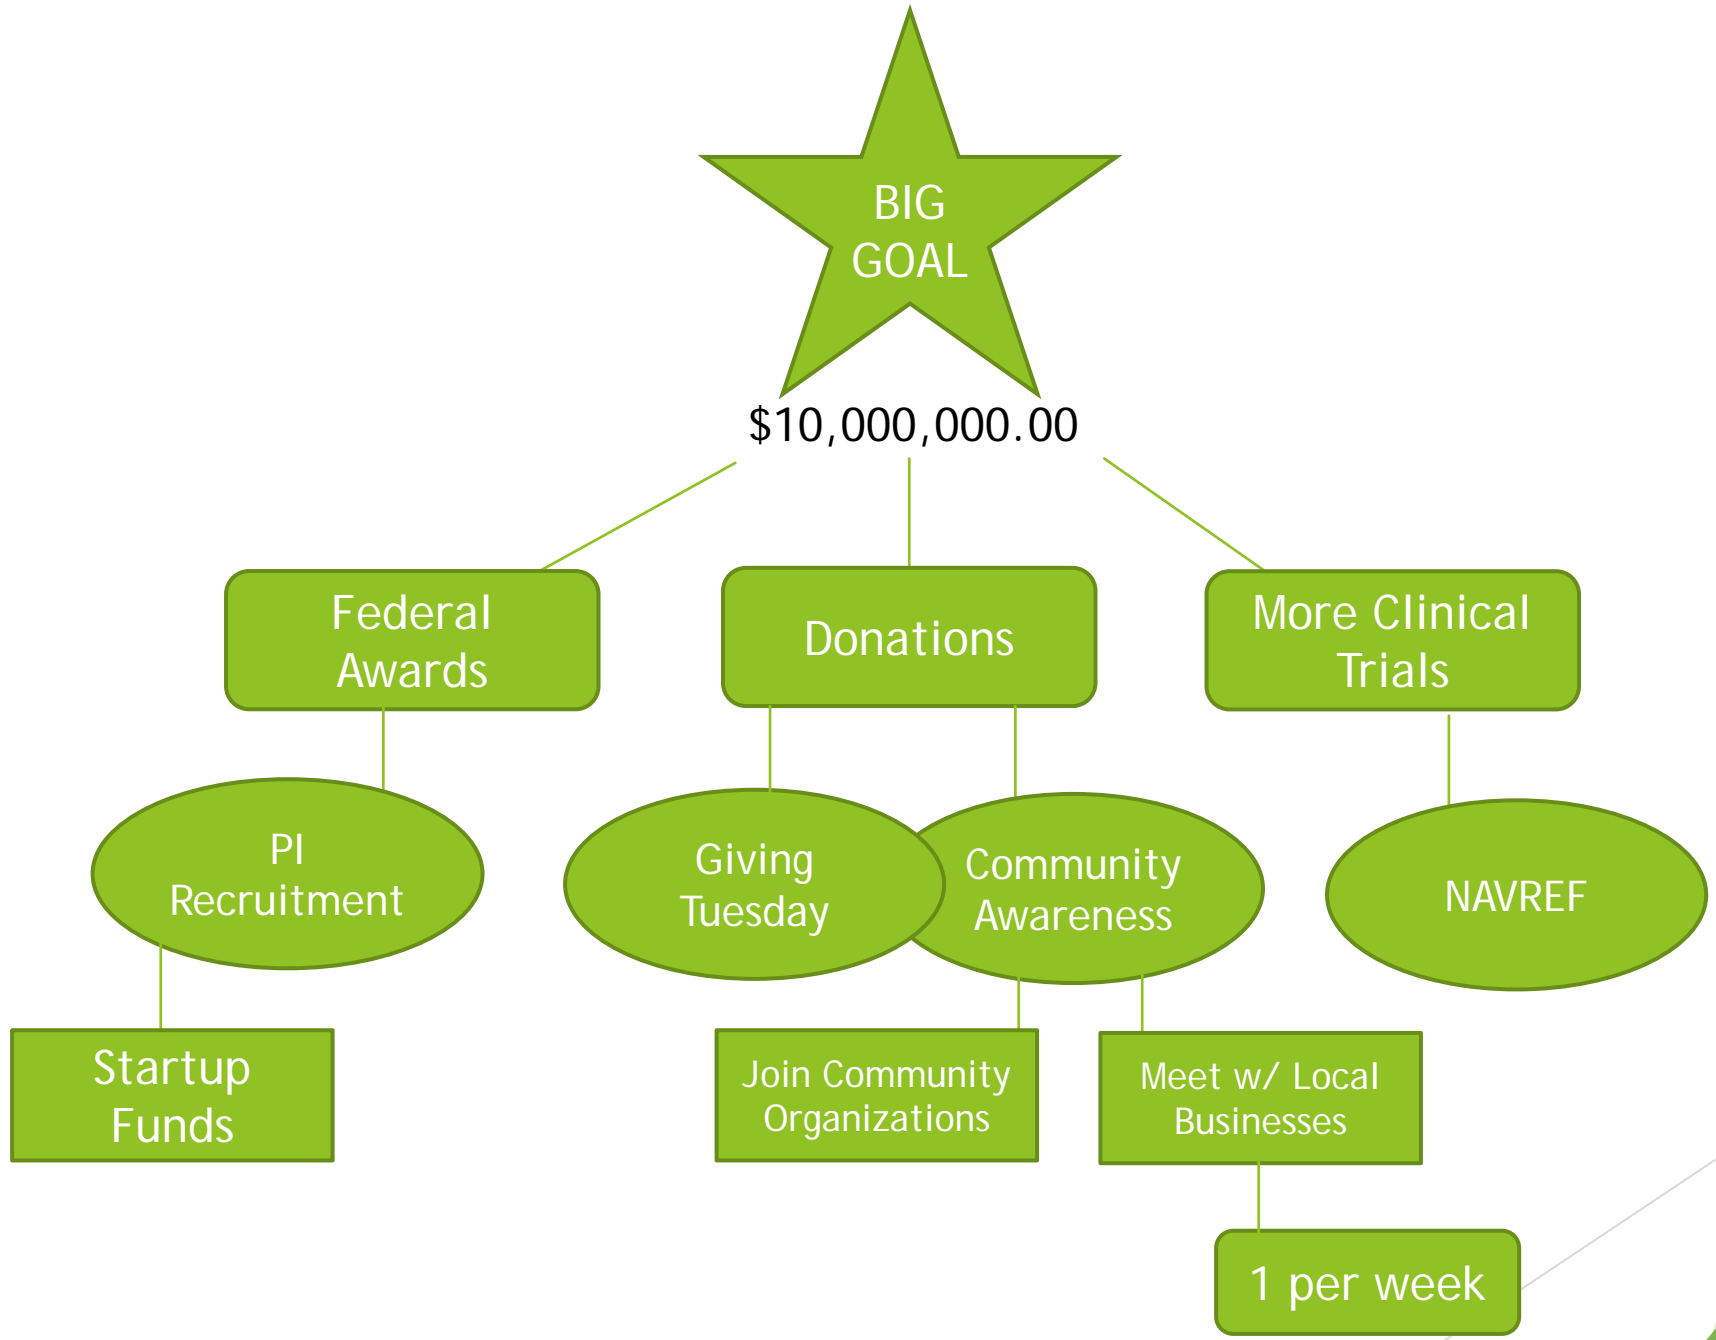 BIG
GOAL
$10,000,000.00
Federal
Awards
Donations
More Clinical
Trials
PI
Recruitment
Giving
Tuesday
Community
Awareness
NAVREF
Startup
Funds
Join Community
Organizations
Meet w/ Local
Businesses
1 per week